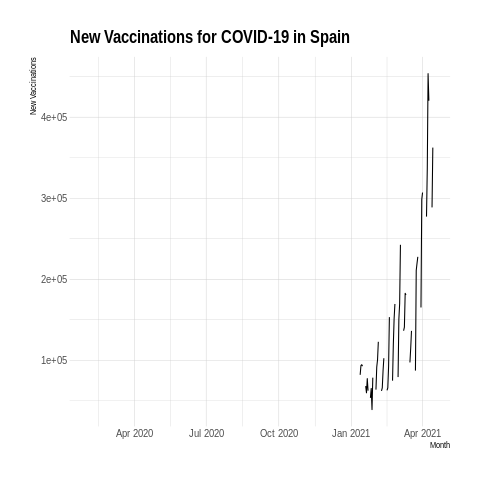 New Vaccinations for COVID-19 in Spain
New Vaccinations
4e+05
3e+05
2e+05
1e+05
Apr 2020 Jul 2020 Oct 2020 Jan 2021 Apr 2021
Month